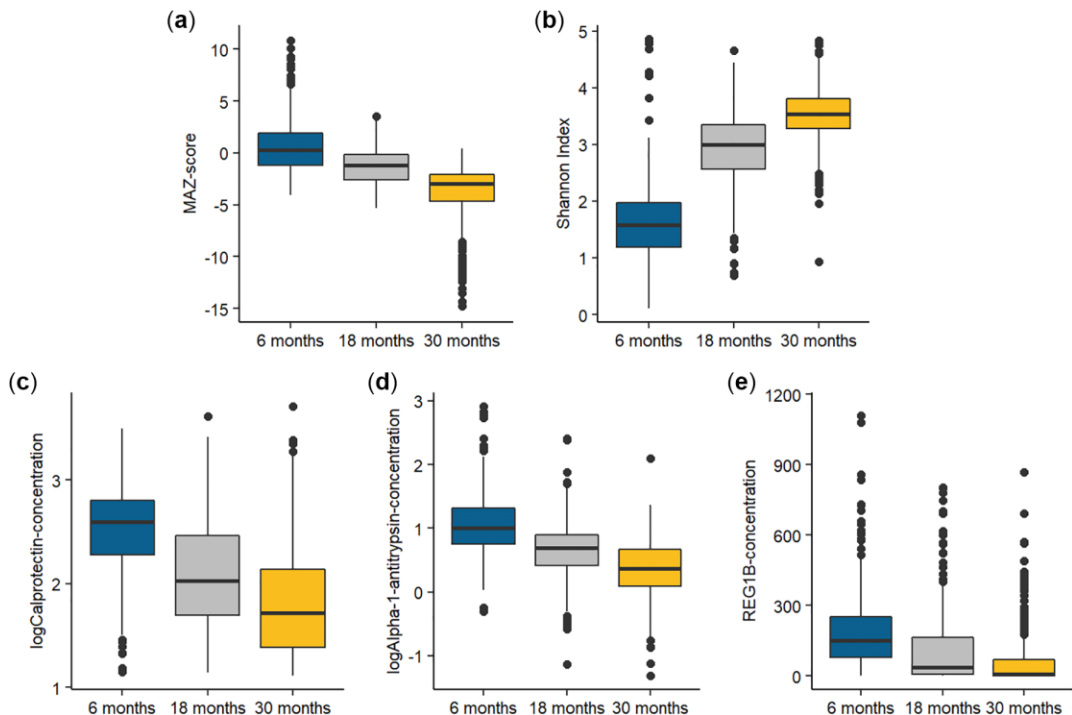 (a)
MAZ-score
10
5
0
-5
-10
-15
6 months 18 months 30 months
(b)
Shannon Index
5
4
3
2
1
0
6 months 18 months 30 months
(c)
logCalprotectin-concentration
3
2
1
6 months 18 months 30 months
(d)
logAlpha-1-antitrypsin-concentration
3
2
1
0
-1
6 months 18 months 30 months
(e)
REG1B-concentration
1200
900
600
300
0
6 months 18 months 30 months